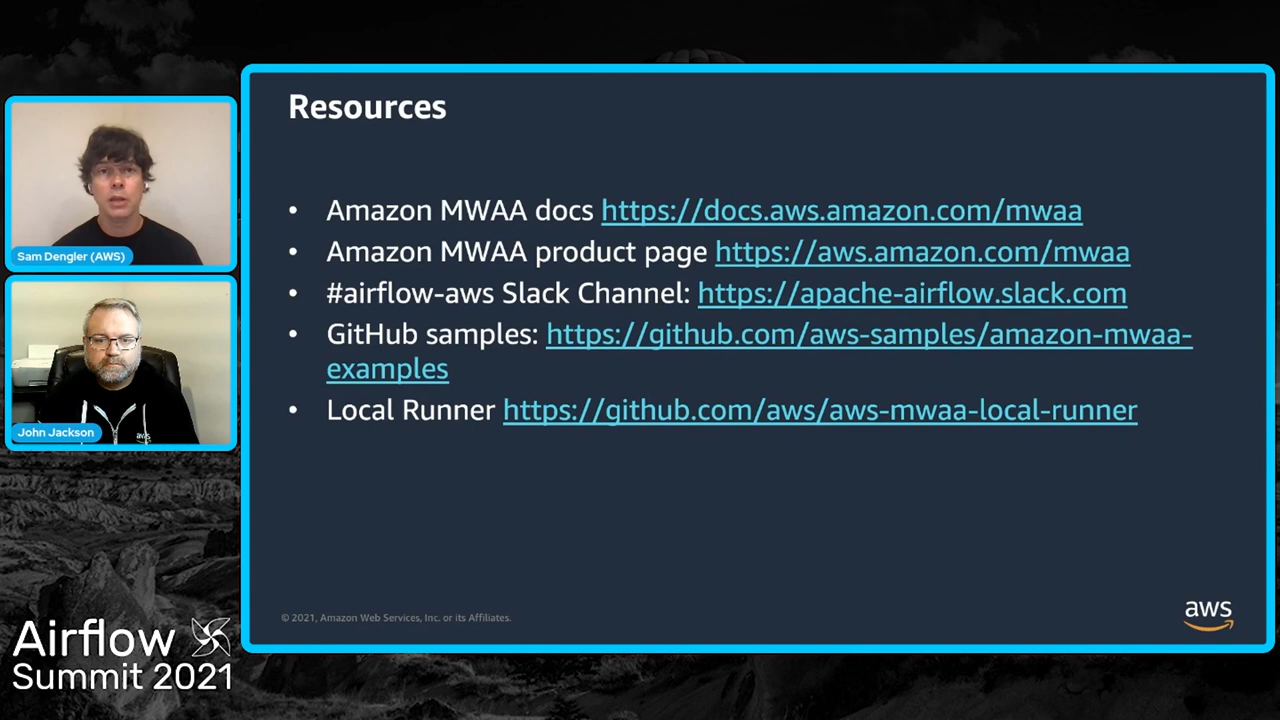 Resources
• Amazon MWAA docs https://docs.aws.amazon.com/mwaa
• Amazon MWAA product page https://aws.amazon.com/mwaa
• #airflow-aws Slack Channel: https://apache-airflow.slack.com
• GitHub samples: https://github.com/aws-samples/amazon-mwaa-
examples
• Local Runner https://github.com/aws/aws-mwaa-local-runner
© 2021, Amazon Web Services, Inc. or its Affiliates.
aws
Sam Dengler (AWS)
aws
John Jackson
Airflow
Summit 2021